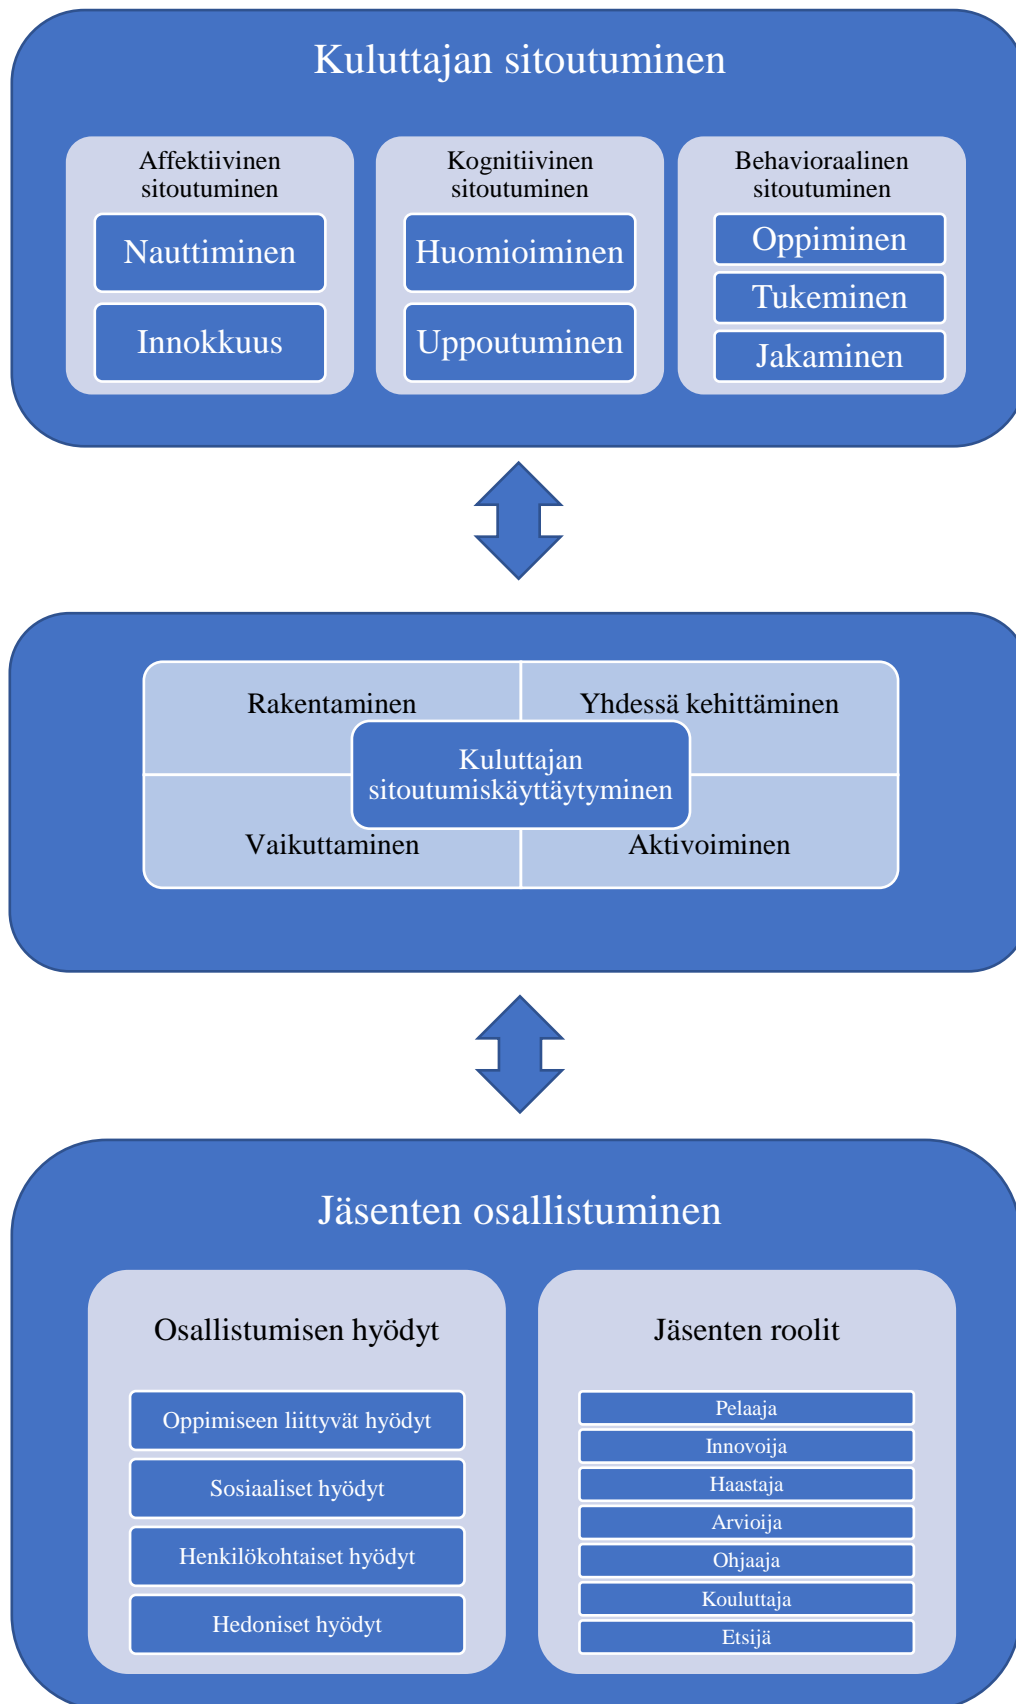 Kuluttajan sitoutuminen
Affektiivinen
sitoutuminen
Nauttiminen
Innokkuus
Kognitiivinen
sitoutuminen
Huomioiminen
Uppoutuminen
Behavioraalinen
sitoutuminen
Oppiminen
Tukeminen
Jakaminen
Rakentaminen
Yhdessä kehittäminen
Kuluttajan
sitoutumiskäyttäytyminen
Vaikuttaminen
Aktivoiminen
Jäsenten osallistuminen
Osallistumisen hyödyt
Oppimiseen liittyvät hyödyt
Sosiaaliset hyödyt
Henkilökohtaiset hyödyt
Hedoniset hyödyt
Jäsenten roolit
Pelaaja
Innovoija
Haastaja
Arvioija
Ohjaaja
Kouluttaja
Etsijä